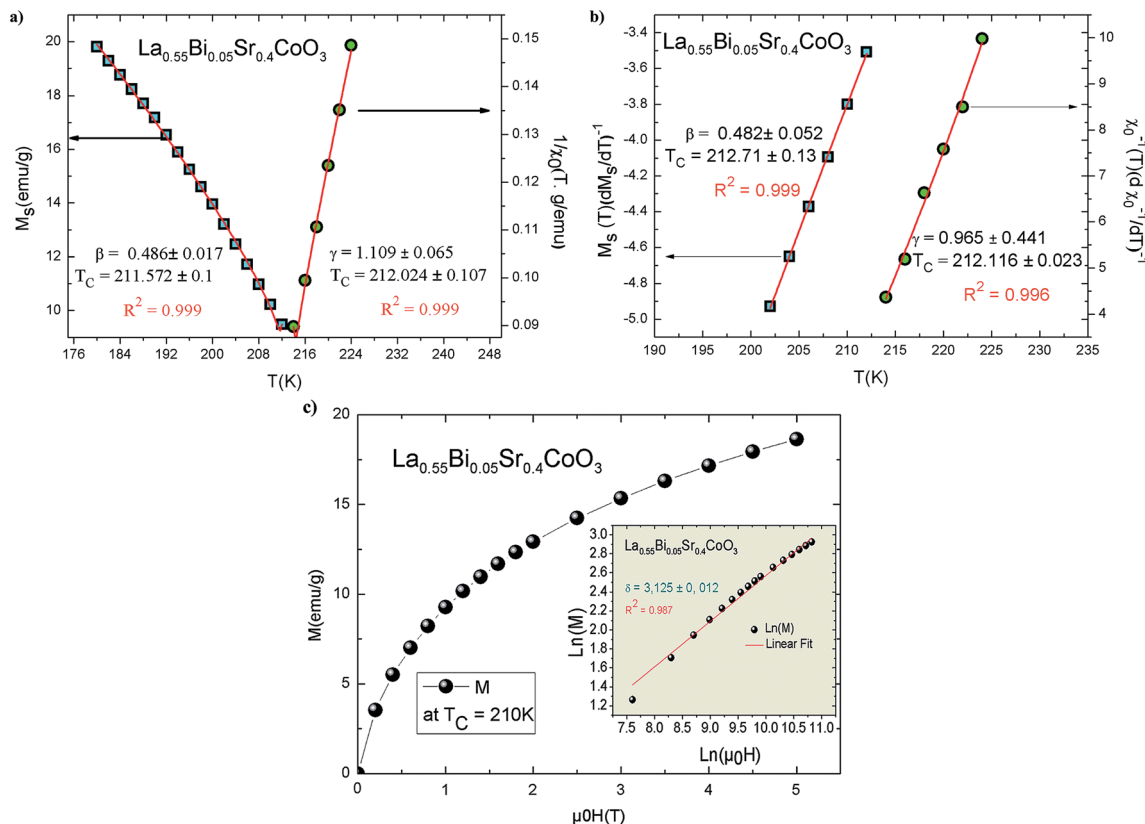 a)
La0.55Bi0.05Sr0.4CoO3
20
18
16
14
12
10
MS(emu/g)
0.15
0.14
0.13
0.12
0.11
0.10
0.09
1/χ0(T. g/emu)
β = 0.486± 0.017
TC = 211.572 ± 0.1
R2 = 0.999
γ = 1.109 ± 0.065
TC = 212.024 ± 0.107
R2 = 0.999
176 184 192 200 208 216 224 232 240 248
T(K)
b)
La0.55Bi0.05Sr0.4CoO3
-3.4
-3.6
-3.8
-4.0
-4.2
-4.4
-4.6
-4.8
-5.0
MS(T)(dMS/dT)-1
10
9
8
7
6
5
4
χ0-1(T)(d χ0-1/dT)-1
β = 0.482± 0.052
TC = 212.71 ± 0.13
R2 = 0.999
γ = 0.965 ± 0.441
TC = 212.116 ± 0.023
R2 = 0.996
190 195 200 205 210 215 220 225 230 235
T(K)
c)
La0.55Bi0.05Sr0.4CoO3
20
15
10
5
0
M(emu/g)
M
at TC = 210K
0 1 2 3 4 5
μ0H(T)
La0.55Bi0.05Sr0.4CoO3
3.0
2.8
2.6
2.4
2.2
2.0
1.8
1.6
1.4
1.2
Ln(M)
δ = 3,125 ± 0, 012
R2 = 0.987
Ln(M)
Linear Fit
7.5 8.0 8.5 9.0 9.5 10.0 10.5 11.0
Ln(μ0H)